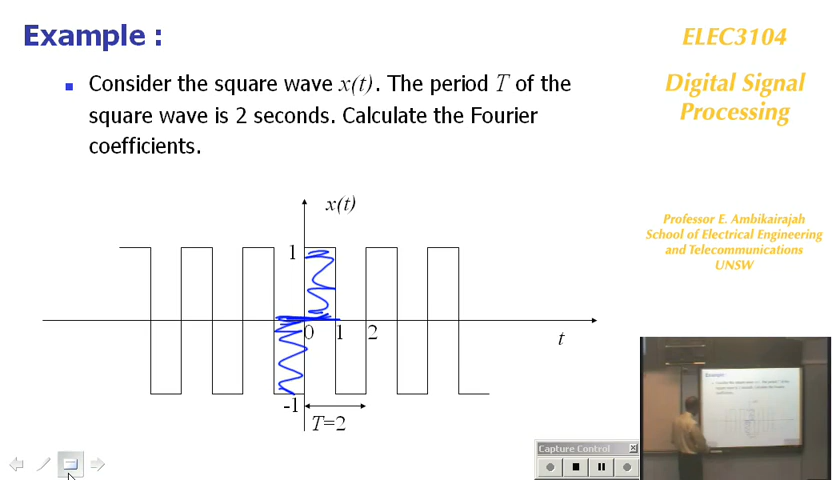 Example :
Consider the square wave x(t). The period T of the
square wave is 2 seconds. Calculate the Fourier
coefficients.
ELEC3104
Digital Signal
Processing
Professor E. Ambikairajah
School of Electrical Engineering
and Telecommunications
UNSW
x(t)
1
0 1 2
t
-1
T=2
Capture Control